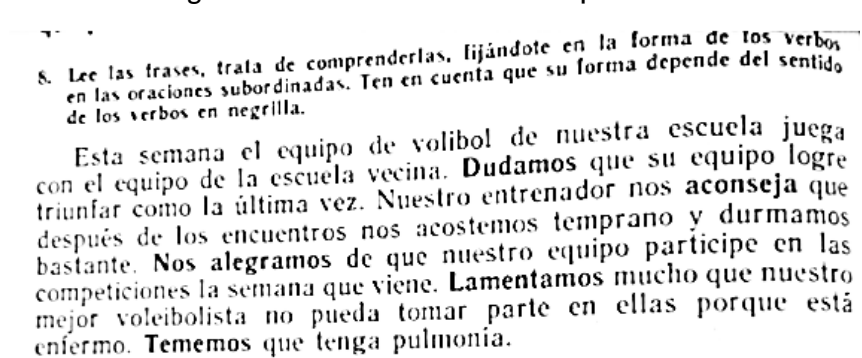 8. Lee las frases, trata de comprenderlas, fijándote en la forma de los verbos
en las oraciones subordinadas. Ten en cuenta que su forma depende del sentido
de los verbos en negrilla.
Esta semana el equipo de volibol de nuestra escuela juega
con el equipo de la escuela vecina. Dudamos que su equipo logre
triunfar como la última vez. Nuestro entrenador nos aconseja que
después de los encuentros nos acostemos temprano y durmamos
bastante. Nos alegramos de que nuestro equipo participe en las
competiciones la semana que viene. Lamentamos mucho que nuestro
mejor voleibolista no pueda tomar parte en ellas porque está
enfermo. Tememos que tenga pulmonía.